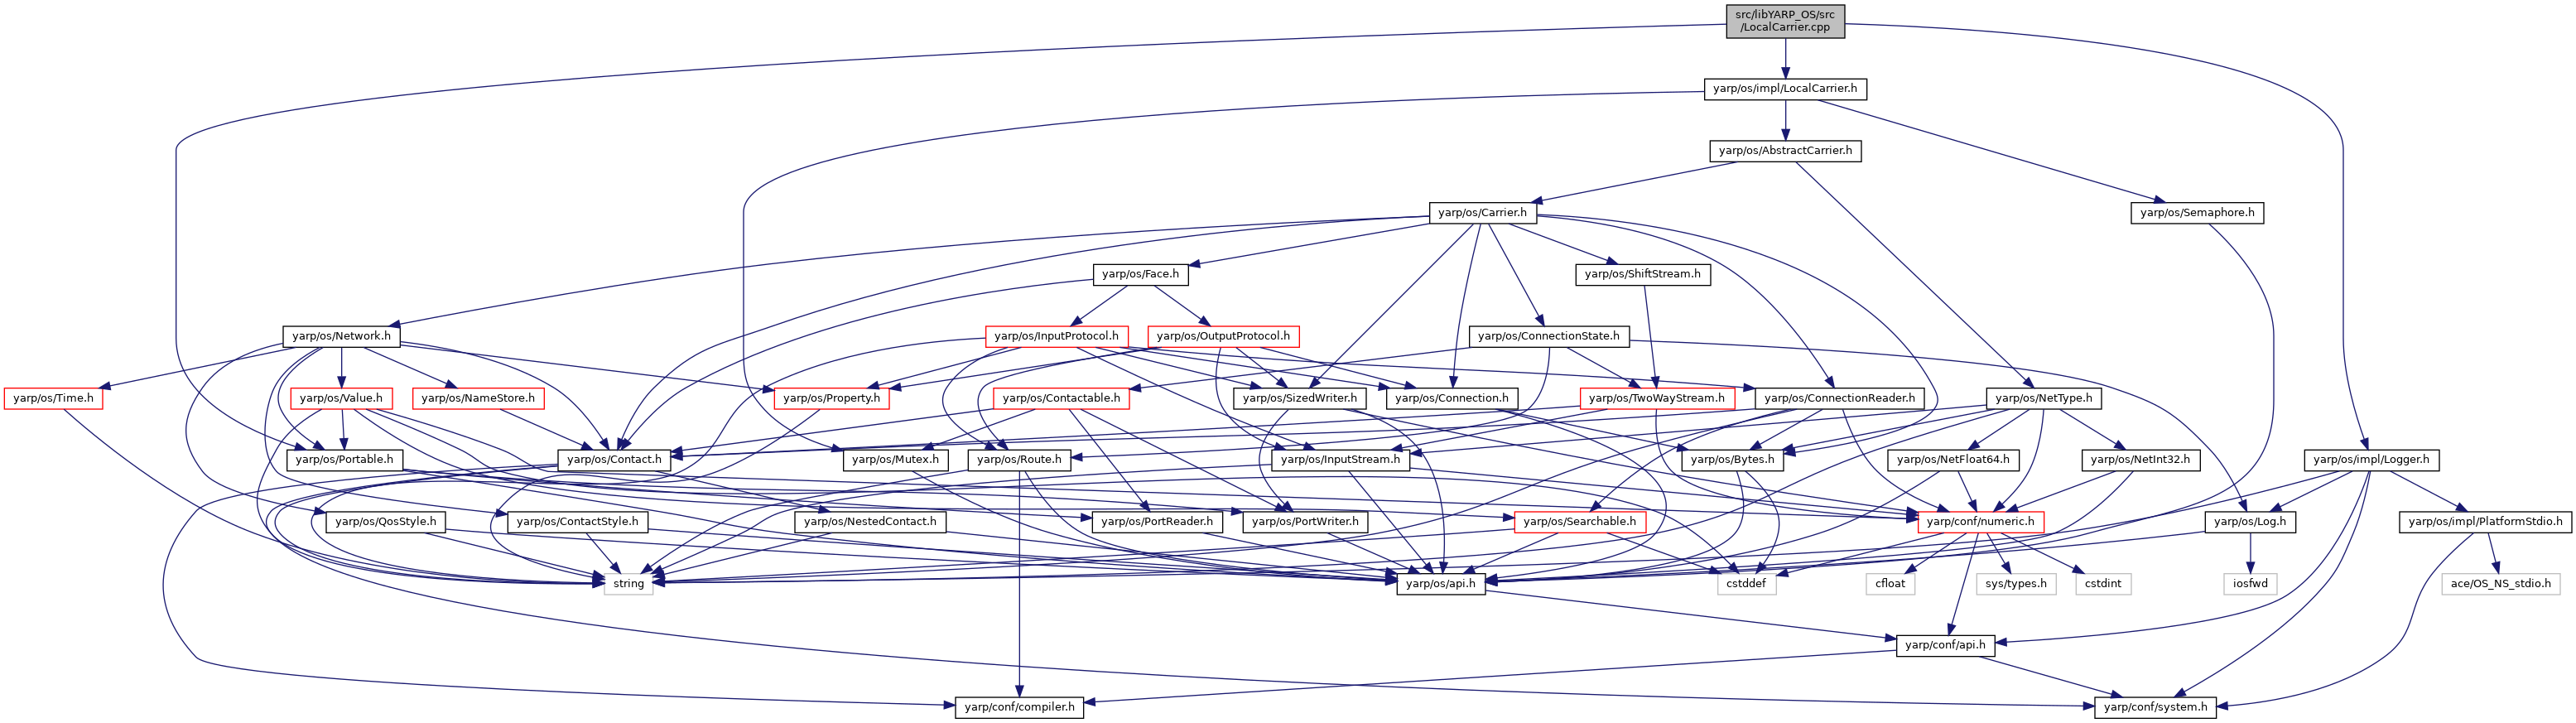 src/libYARP_OS/src
/LocalCarrier.cpp
yarp/os/impl/LocalCarrier.h
yarp/os/AbstractCarrier.h
yarp/os/Carrier.h
yarp/os/Semaphore.h
yarp/os/Face.h
yarp/os/ShiftStream.h
yarp/os/Network.h
yarp/os/InputProtocol.h
yarp/os/OutputProtocol.h
yarp/os/ConnectionState.h
yarp/os/Time.h
yarp/os/Value.h
yarp/os/NameStore.h
yarp/os/Property.h
yarp/os/Contactable.h
yarp/os/SizedWriter.h
yarp/os/Connection.h
yarp/os/TwoWayStream.h
yarp/os/ConnectionReader.h
yarp/os/NetType.h
yarp/os/Portable.h
yarp/os/Contact.h
yarp/os/Mutex.h
yarp/os/Route.h
yarp/os/InputStream.h
yarp/os/Bytes.h
yarp/os/NetFloat64.h
yarp/os/NetInt32.h
yarp/os/impl/Logger.h
yarp/os/QosStyle.h
yarp/os/ContactStyle.h
yarp/os/NestedContact.h
yarp/os/PortReader.h
yarp/os/PortWriter.h
yarp/os/Searchable.h
yarp/conf/numeric.h
yarp/os/Log.h
yarp/os/impl/PlatformStdio.h
string
yarp/os/api.h
cstddef
cfloat
sys/types.h
cstdint
iosfwd
ace/OS_NS_stdio.h
yarp/conf/api.h
yarp/conf/compiler.h
yarp/conf/system.h